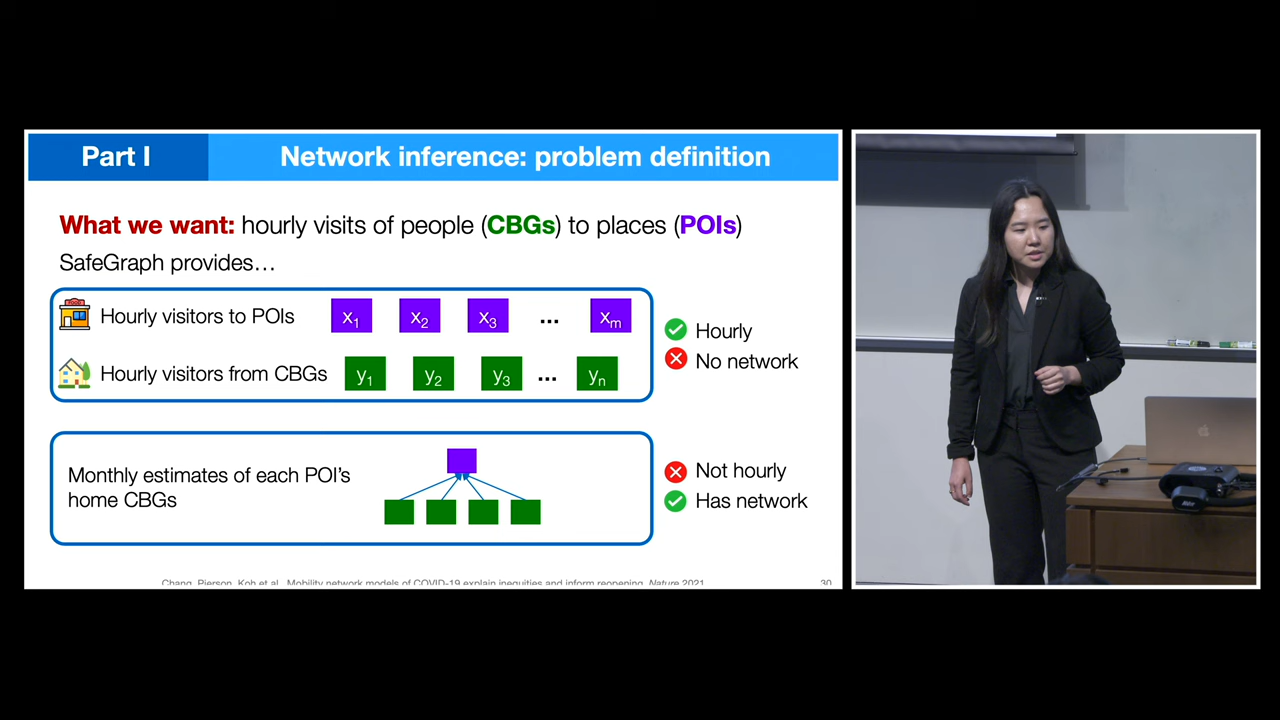 Part I
Network inference: problem definition
What we want: hourly visits of people (CBGs) to places (POIs)
SafeGraph provides…
FOOD
Hourly visitors to POIs
x1 x2 x3 ... xm
Hourly visitors from CBGs
y1 y2 y3 ... yn
Hourly
No network
Monthly estimates of each POI's
home CBGs
Not hourly
Has network
Chang, Pierson, Koh et al., Mobility network models of COVID-19 explain inequities and inform reopening, Nature 2021
30